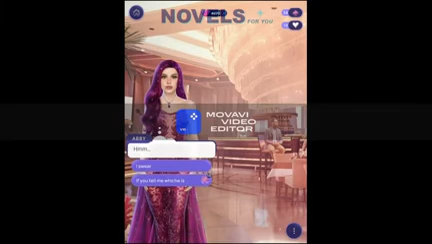 NOVELS
FOR YOU
MOVAVI
VIDEO
EDITOR
ABBY
Hmm...
I swear
If you tell me who he is